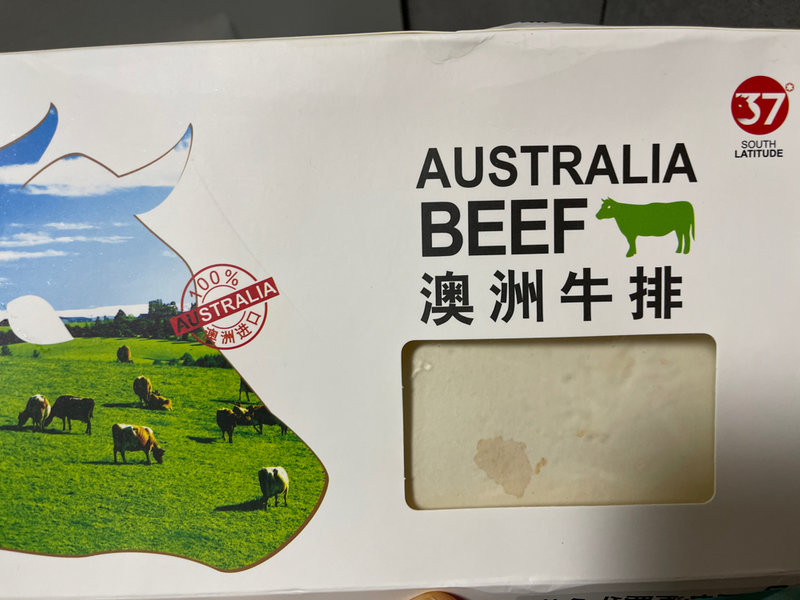 37
SOUTH
LATITUDE
AUSTRALIA
BEEF
澳洲牛排
100%
AUSTRALIA
澳洲进口